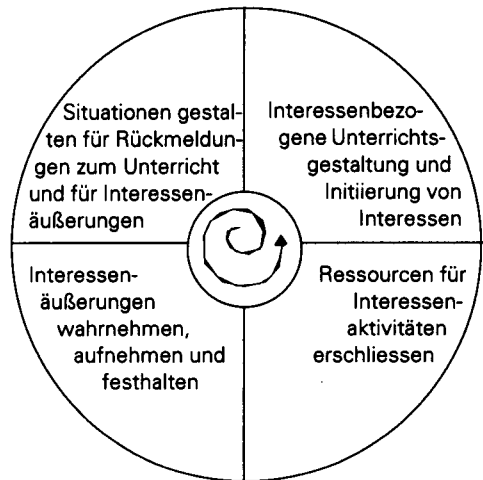 Situationen gestal-
ten für Rückmeldun-
gen zum Unterricht
und für Interessen-
äußerungen
Interessenbezo-
gene Unterrichts-
gestaltung und
Initiierung von
Interessen
Interessen-
äußerungen
wahrnehmen,
aufnehmen und
festhalten
Ressourcen für
Interessen-
aktivitäten
erschliessen